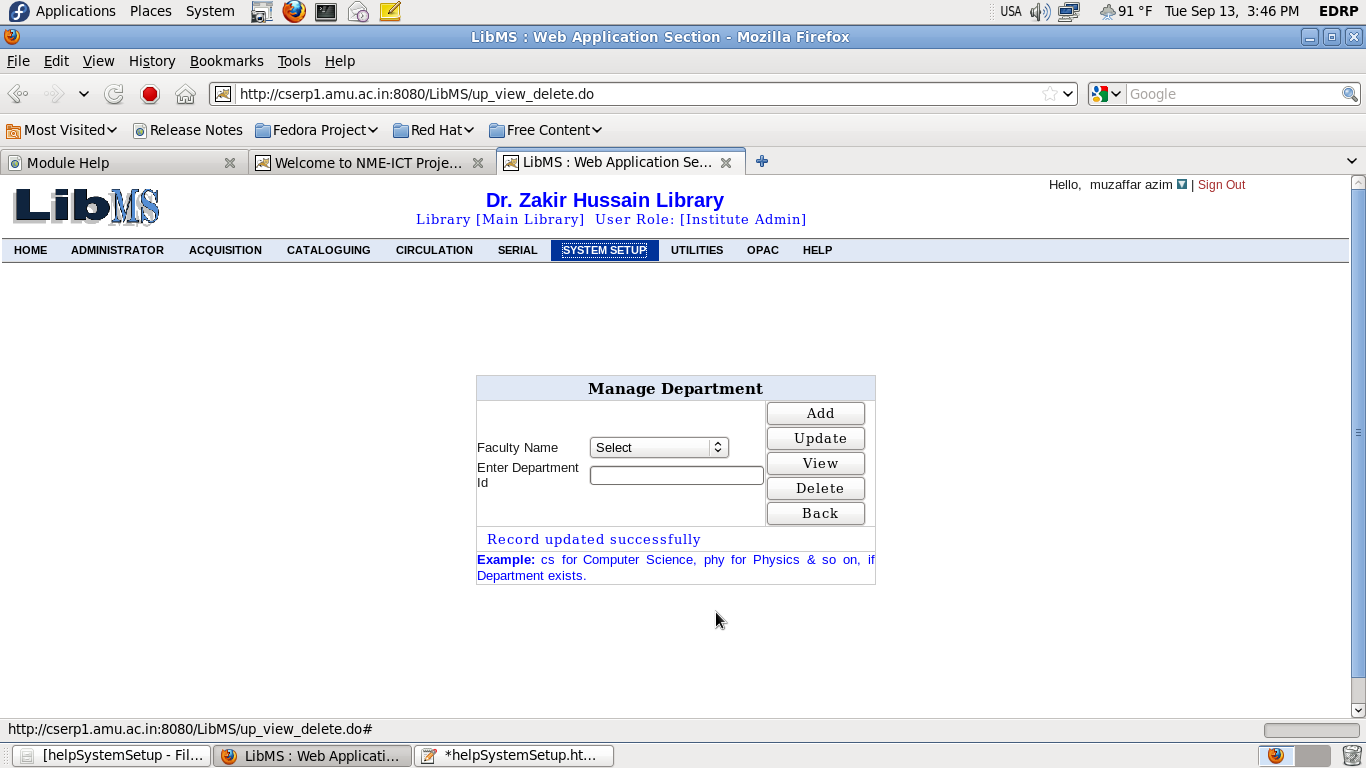 Applications Places System USA 91 °F Tue Sep 13, 3:46 PM EDRP
LibMS : Web Application Section - Mozilla Firefox
File Edit View History Bookmarks Tools Help
http://cserp1.amu.ac.in:8080/LibMS/up_view_delete.do Google
Most Visited Release Notes Fedora Project Red Hat Free Content
Module Help Welcome to NME-ICT Proje... LibMS : Web Application Se...
Hello, muzaffar azim | Sign Out
LibMS
Dr. Zakir Hussain Library
Library [Main Library] User Role: [Institute Admin]
HOME ADMINISTRATOR ACQUISITION CATALOGUING CIRCULATION SERIAL SYSTEM SETUP UTILITIES OPAC HELP
Manage Department
Add
Update
Faculty Name Select
View
Enter Department
Id
Delete
Back
Record updated successfully
Example: cs for Computer Science, phy for Physics & so on, if
Department exists.
http://cserp1.amu.ac.in:8080/LibMS/up_view_delete.do#
[helpSystemSetup - Fil... LibMS : Web Applicati... *helpSystemSetup.ht...